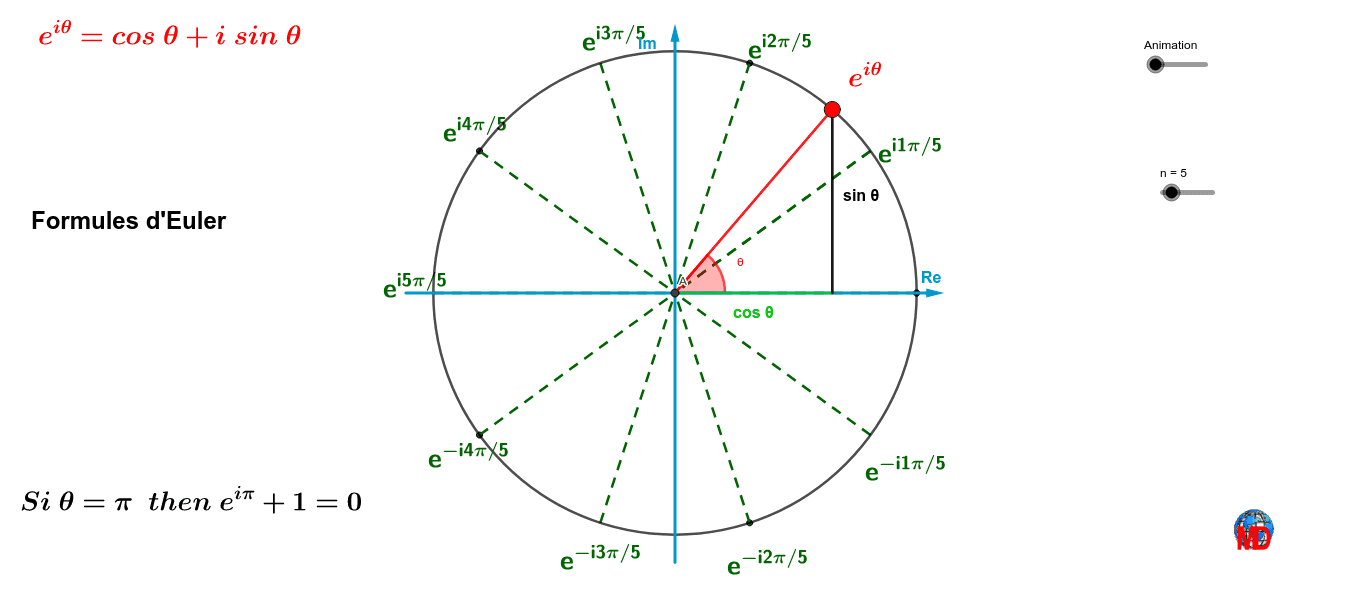 e^{iθ} = cos θ + i sin θ
e^{i3π/5}
Im
e^{i2π/5}
Animation
e^{iθ}
e^{i4π/5}
e^{i1π/5}
n = 5
sin θ
Formules d'Euler
θ
A
Re
e^{i5π/5}
cos θ
e^{-i4π/5}
e^{-i1π/5}
Si θ = π then e^{iπ} + 1 = 0
e^{-i3π/5}
e^{-i2π/5}
MD